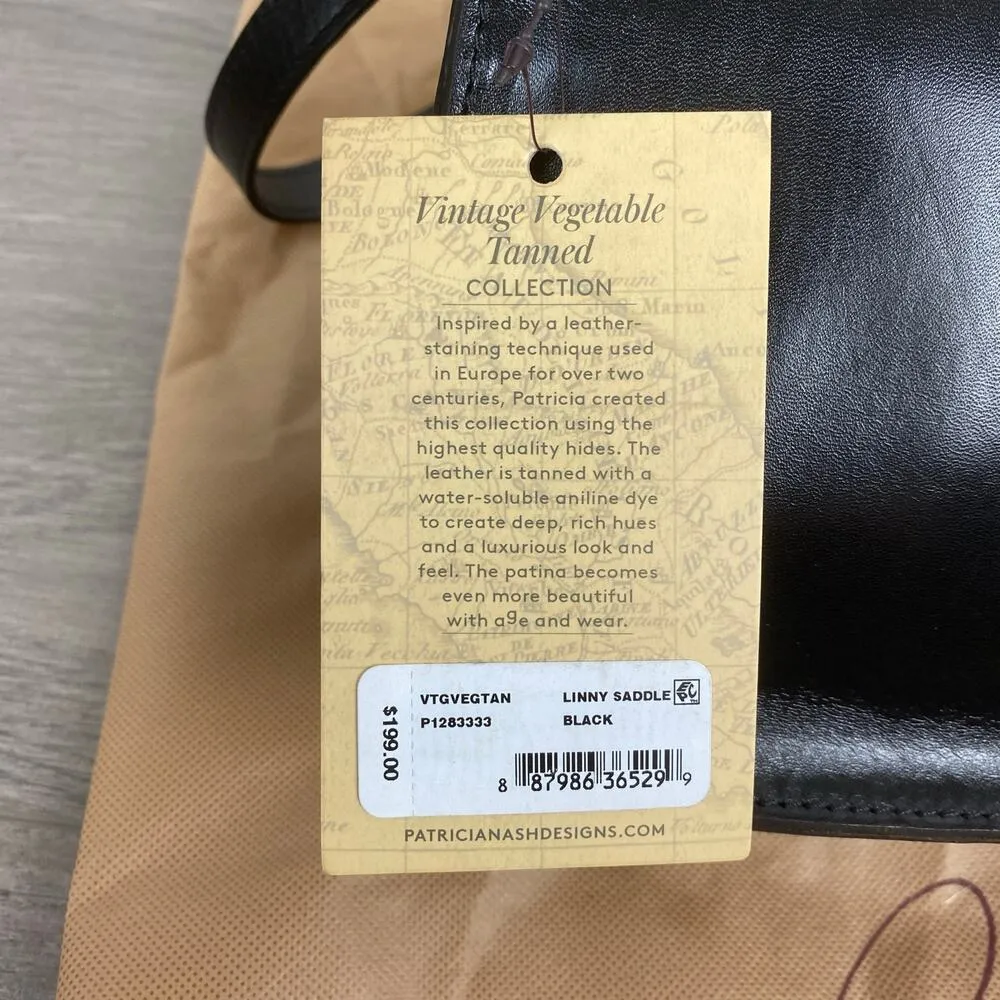 Vintage Vegetable
Tanned
COLLECTION
Inspired by a leather-
staining technique used
in Europe for over two
centuries, Patricia created
this collection using the
highest quality hides. The
leather is tanned with a
water-soluble aniline dye
to create deep, rich hues
and a luxurious look and
feel. The patina becomes
even more beautiful
with age and wear.
$199.00
VTGVEGTAN LINNY SADDLE
P1283333 BLACK
8 87986 36529 9
PATRICIANASHDESIGNS.COM